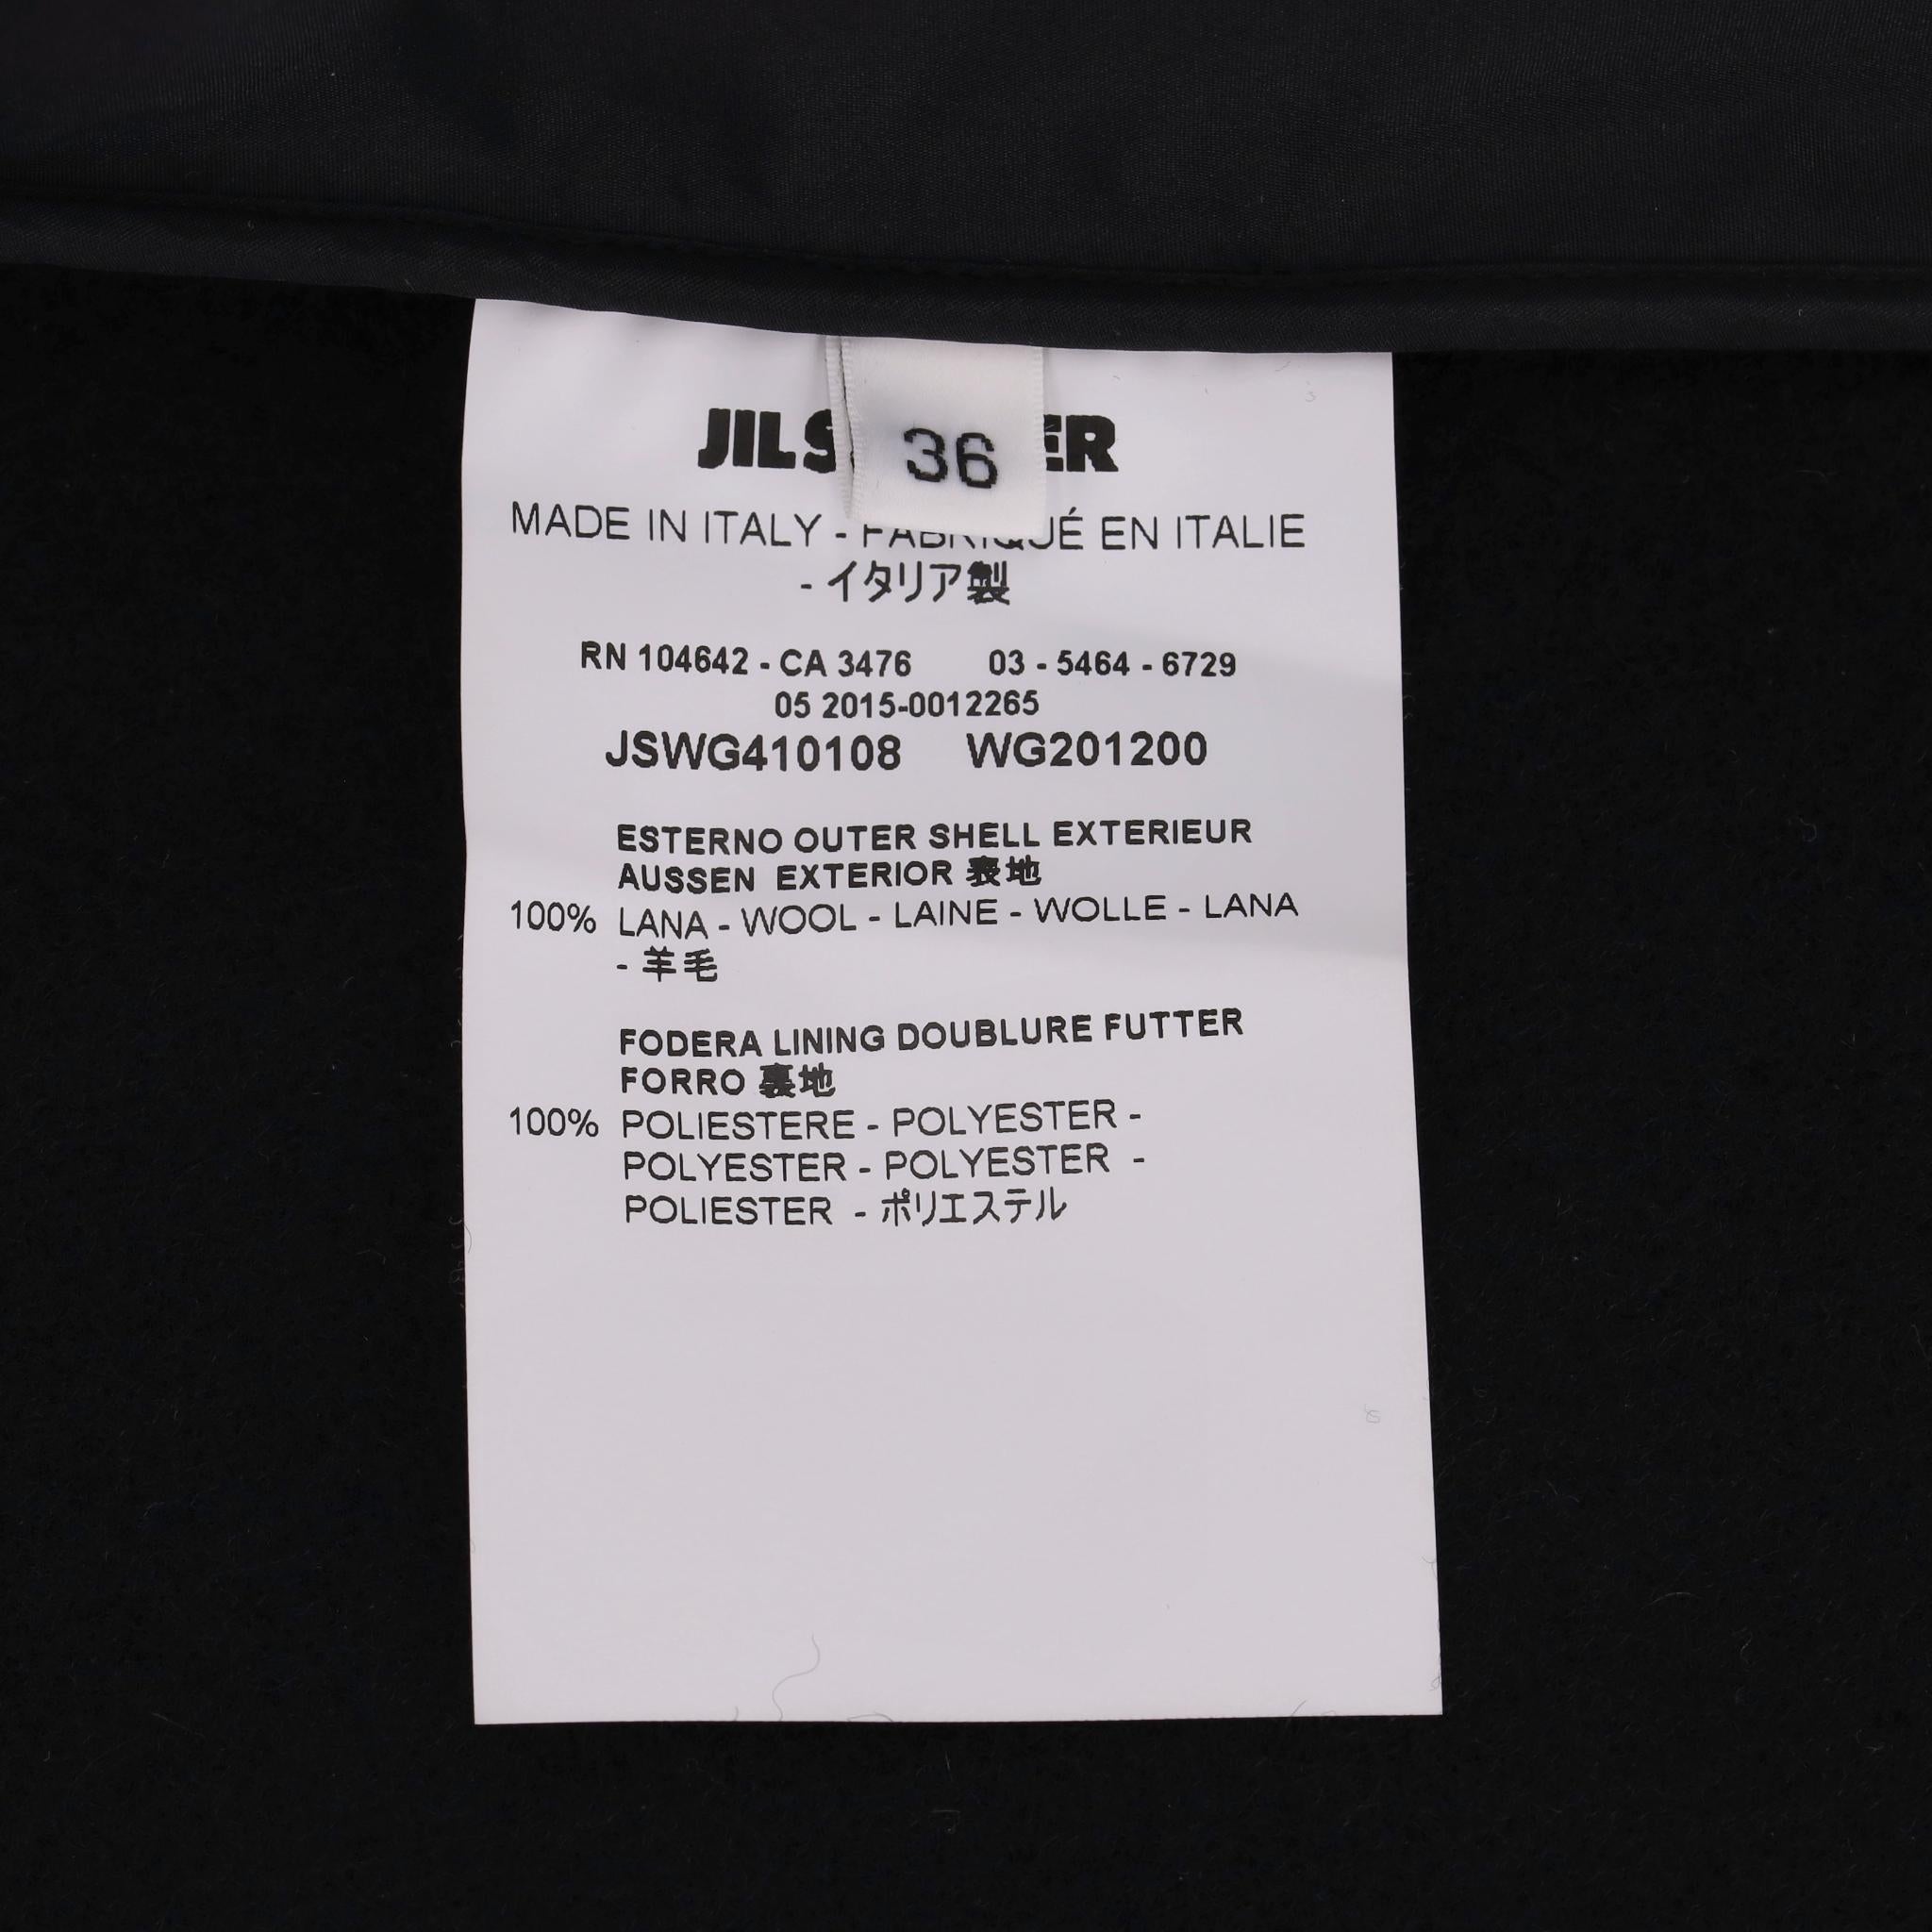 36
MADE IN ITALY - EN ITALIE
- イタリア製
RN 104642 - CA 3476 03 - 5464 - 6729
05 2015-0012265
JSWG410108 WG201200
ESTERNO OUTER SHELL EXTERIEUR
AUSSEN EXTERIOR 表地
100% LANA - WOOL - LAINE - WOLLE - LANA
- 羊毛
FODERA LINING DOUBLURE FUTTER
FORRO 裏地
100% POLIESTERE - POLYESTER -
POLYESTER - POLYESTER -
POLIESTER - ポリエステル